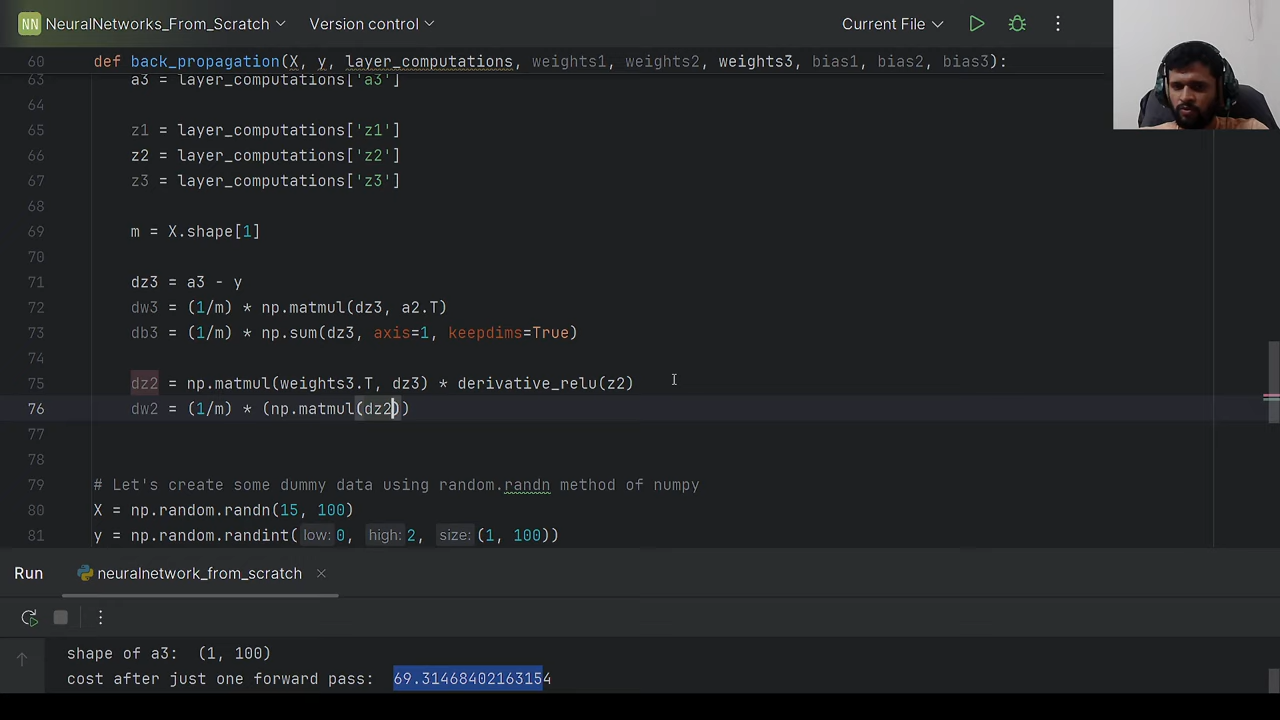 NN NeuralNetworks_From_Scratch Version control Current File
60 def back_propagation(X, y, layer_computations, weights1, weights2, weights3, bias1, bias2, bias3):
63 a3 = layer_computations['a3']
64
65 z1 = layer_computations['z1']
66 z2 = layer_computations['z2']
67 z3 = layer_computations['z3']
68
69 m = X.shape[1]
70
71 dz3 = a3 - y
72 dw3 = (1/m) * np.matmul(dz3, a2.T)
73 db3 = (1/m) * np.sum(dz3, axis=1, keepdims=True)
74
75 dz2 = np.matmul(weights3.T, dz3) * derivative_relu(z2)
76 dw2 = (1/m) * (np.matmul(dz2))
77
78
79 # Let's create some dummy data using random.randn method of numpy
80 X = np.random.randn(15, 100)
81 y = np.random.randint( low: 0, high: 2, size: (1, 100))
Run neuralnetwork_from_scratch
shape of a3: (1, 100)
cost after just one forward pass: 69.31468402163154